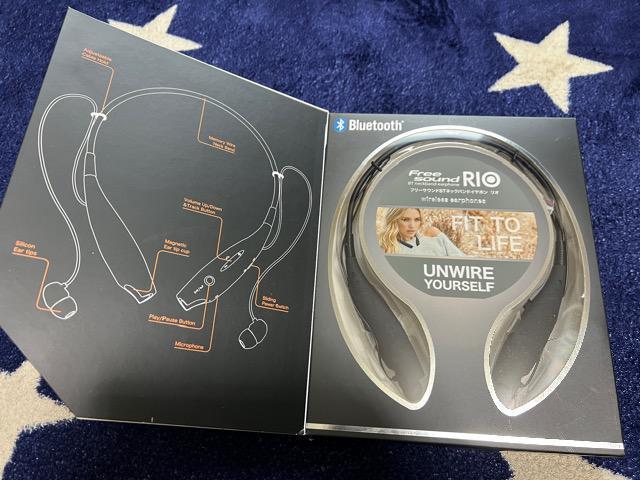 Adjustable
Cable Hold
Memory Wire
Neck Band
Volume Up/Down
&Track Button
Magnetic
Ear tip cup
Silicon
Ear tips
Sliding
Power Switch
Play/Pause Button
Microphone
Bluetooth®
Free
sound RIO
BT neckband earphone
フリーサウンドBTネックバンドイヤホン リオ
wireless earphones
FIT TO
LIFE
UNWIRE
YOURSELF